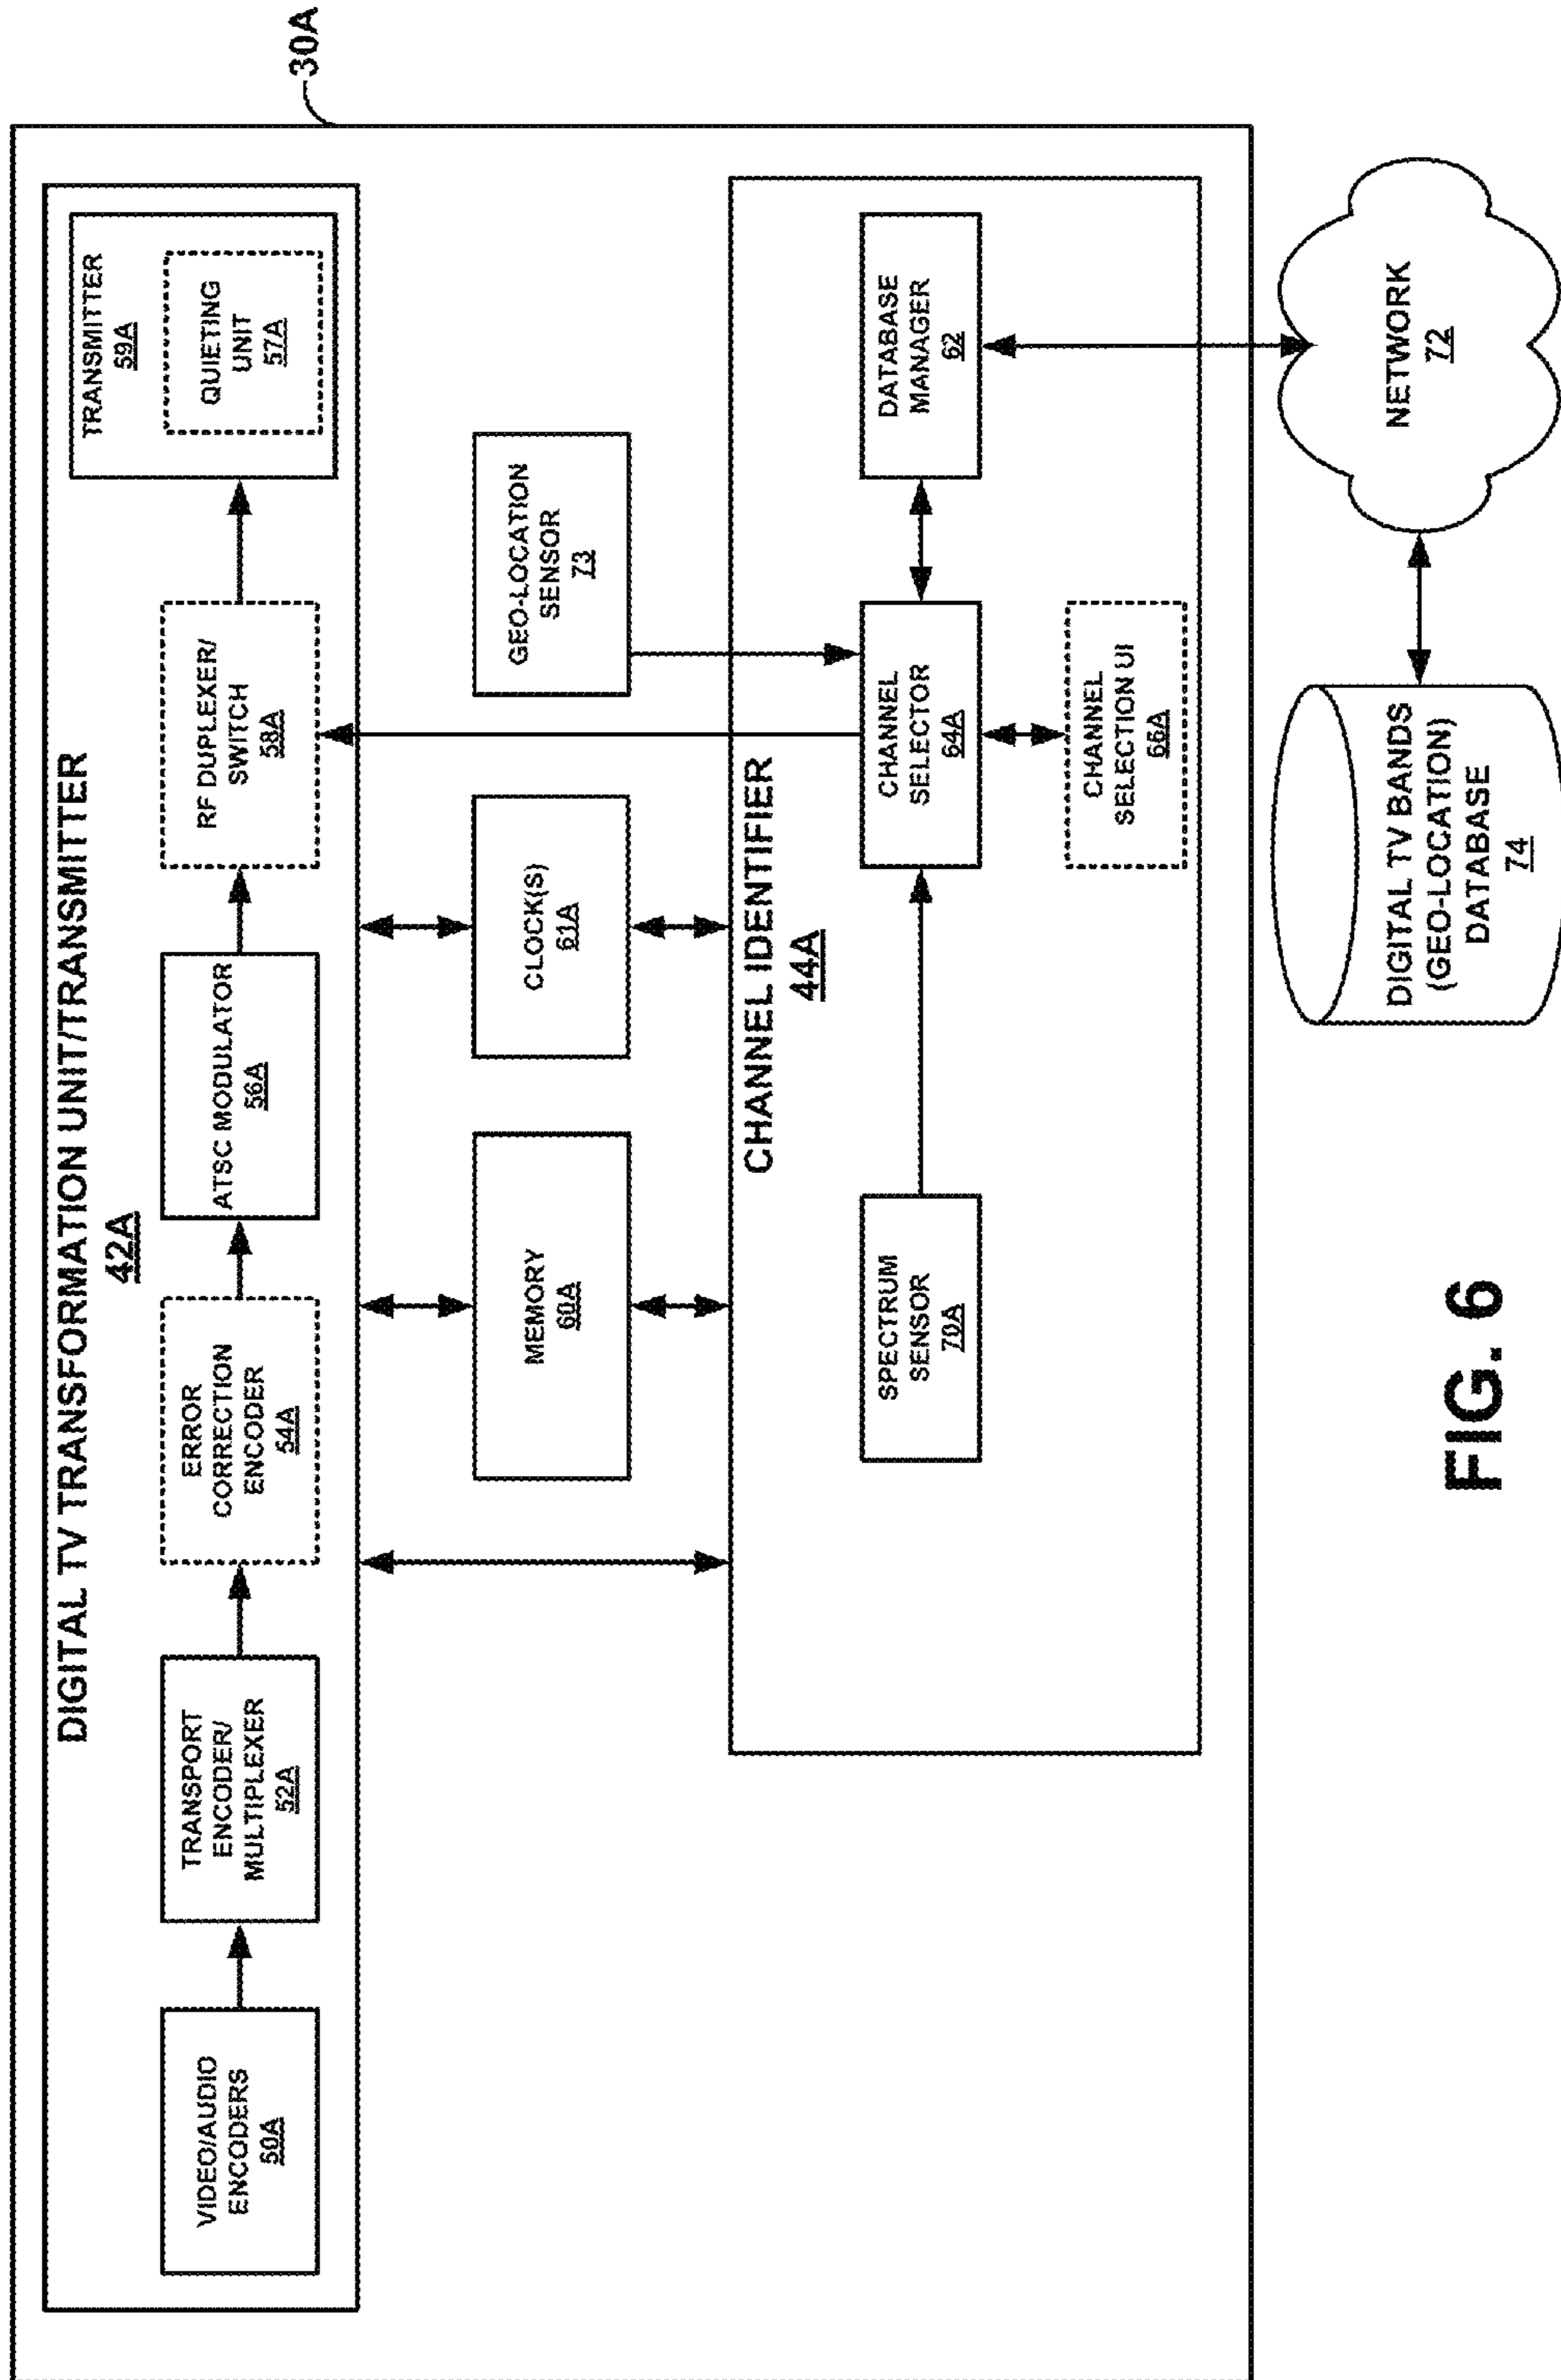 30A
DIGITAL TV TRANSFORMATION UNIT/TRANSMITTER
42A
VIDEO/AUDIO
ENCODERS
50A
TRANSPORT
ENCODER/
MULTIPLEXER
52A
ERROR
CORRECTION
ENCODER
54A
ATSC MODULATOR
56A
RF DUPLEXER/
SWITCH
58A
TRANSMITTER
59A
QUIETING
UNIT
57A
MEMORY
60A
CLOCK(S)
61A
GEO-LOCATION
SENSOR
73
CHANNEL IDENTIFIER
44A
SPECTRUM
SENSOR
70A
CHANNEL
SELECTOR
64A
DATABASE
MANAGER
62
CHANNEL
SELECTION UI
66A
DIGITAL TV BANDS
(GEO-LOCATION)
DATABASE
74
NETWORK
72
FIG. 6